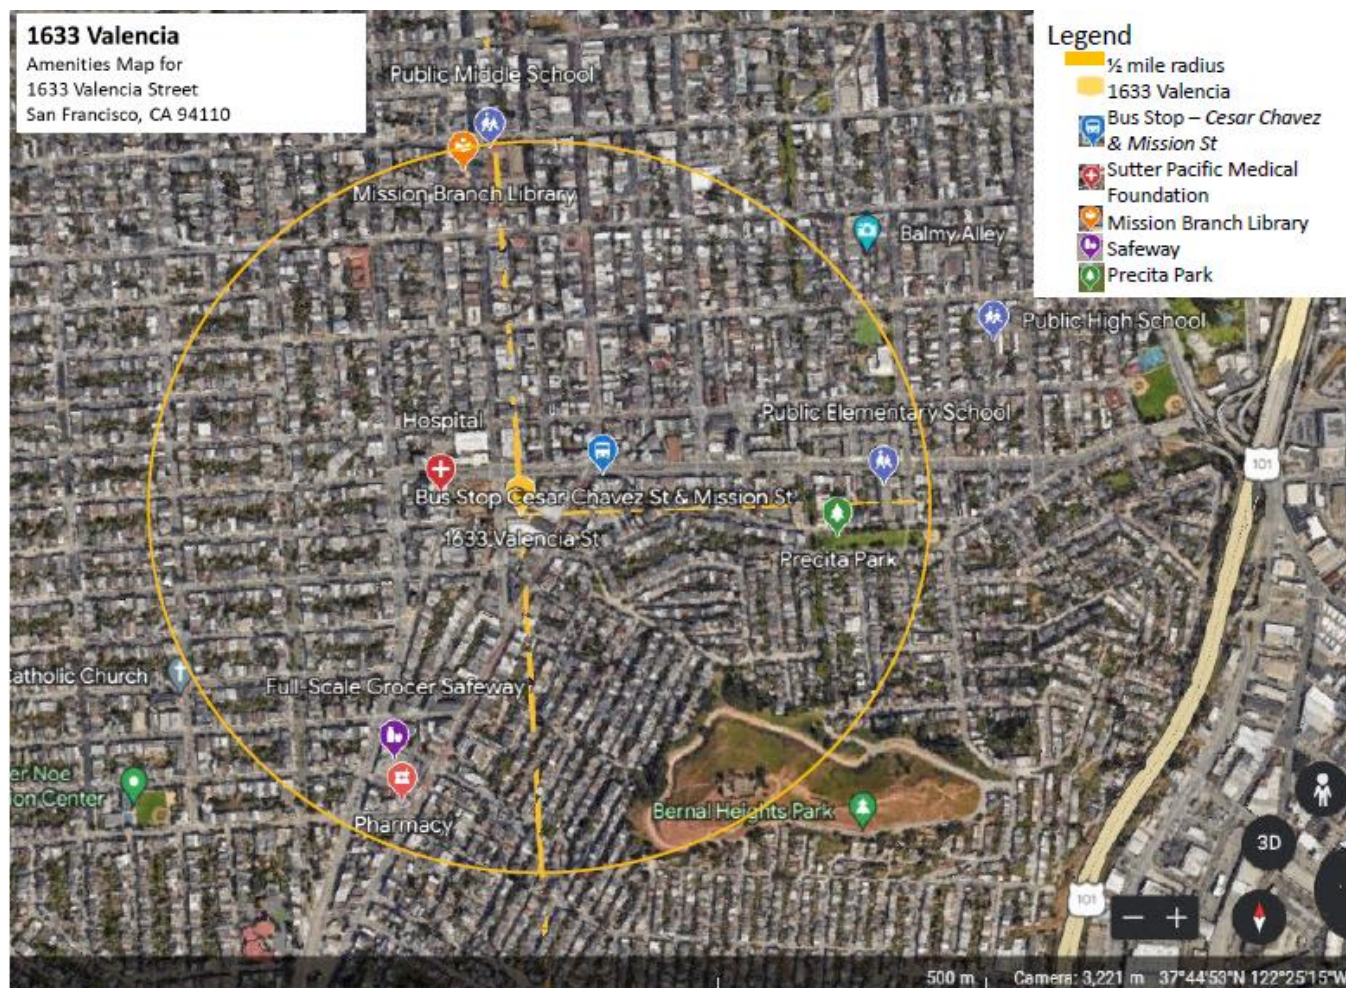 1633 Valencia
Amenities Map for
1633 Valencia Street
San Francisco, CA 94110
Legend
½ mile radius
1633 Valencia
Bus Stop – Cesar Chavez
& Mission St
Sutter Pacific Medical
Foundation
Mission Branch Library
Safeway
Precita Park
Public Middle School
Mission Branch Library
Balmy Alley
Public High School
Hospital
Public Elementary School
101
Bus Stop Cesar Chavez St & Mission St
1633 Valencia St
Precita Park
Catholic Church
Full-Scale Grocer Safeway
er Noe
ion Center
Bernal Heights Park
Pharmacy
3D
101
500 m
Camera: 3,221 m 37°44'53"N 122°25'15"W